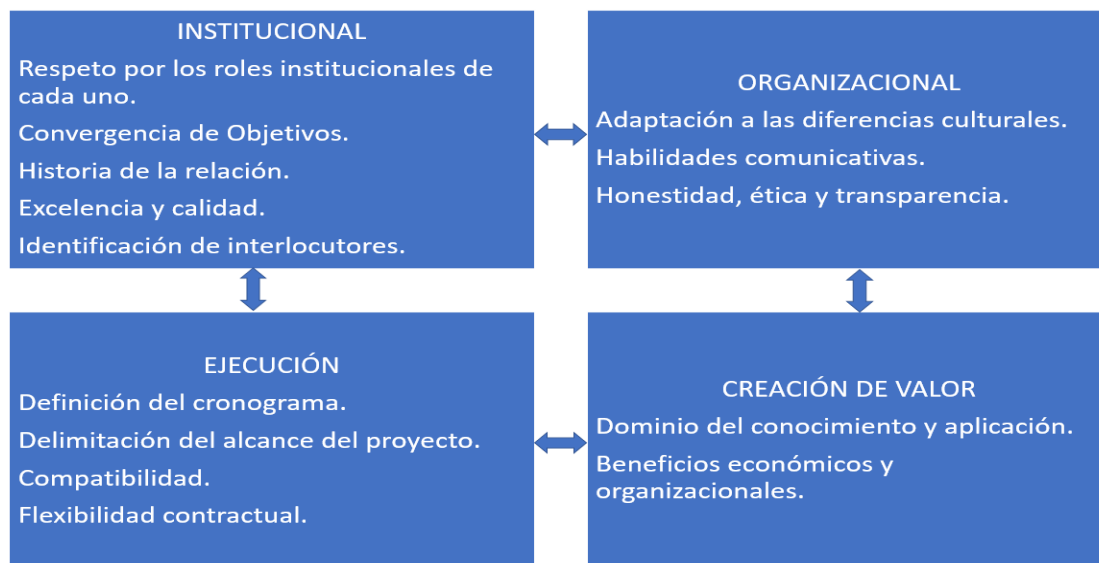 INSTITUCIONAL
Respeto por los roles institucionales de
cada uno.
Convergencia de Objetivos.
Historia de la relación.
Excelencia y calidad.
Identificación de interlocutores.
ORGANIZACIONAL
Adaptación a las diferencias culturales.
Habilidades comunicativas.
Honestidad, ética y transparencia.
EJECUCIÓN
Definición del cronograma.
Delimitación del alcance del proyecto.
Compatibilidad.
Flexibilidad contractual.
CREACIÓN DE VALOR
Dominio del conocimiento y aplicación.
Beneficios económicos y
organizacionales.